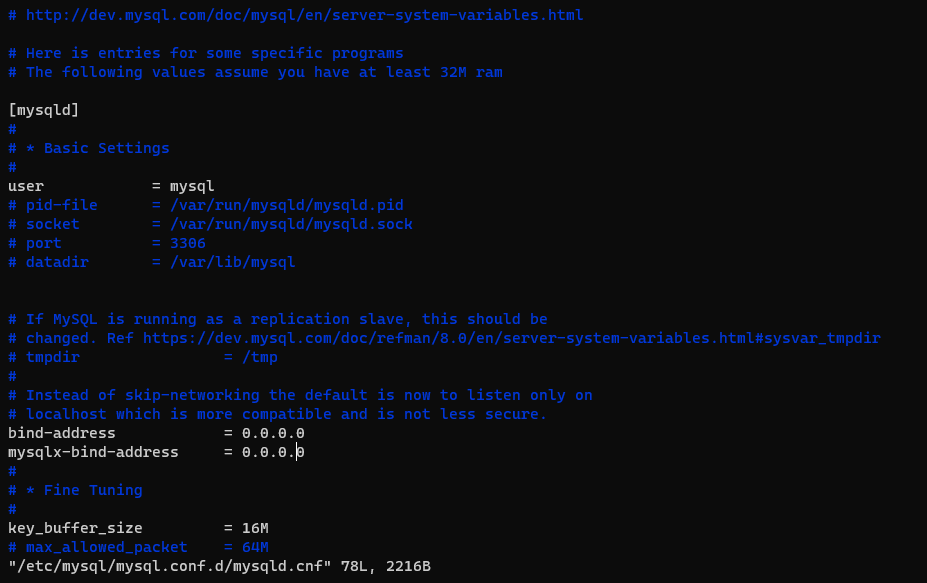 # http://dev.mysql.com/doc/mysql/en/server-system-variables.html
# Here is entries for some specific programs
# The following values assume you have at least 32M ram
[mysqld]
#
# * Basic Settings
#
user            = mysql
# pid-file      = /var/run/mysqld/mysqld.pid
# socket        = /var/run/mysqld/mysqld.sock
# port          = 3306
# datadir       = /var/lib/mysql
# If MySQL is running as a replication slave, this should be
# changed. Ref https://dev.mysql.com/doc/refman/8.0/en/server-system-variables.html#sysvar_tmpdir
# tmpdir                = /tmp
#
# Instead of skip-networking the default is now to listen only on
# localhost which is more compatible and is not less secure.
bind-address            = 0.0.0.0
mysqlx-bind-address     = 0.0.0.0
#
# * Fine Tuning
#
key_buffer_size         = 16M
# max_allowed_packet    = 64M
"/etc/mysql/mysql.conf.d/mysqld.cnf" 78L, 2216B